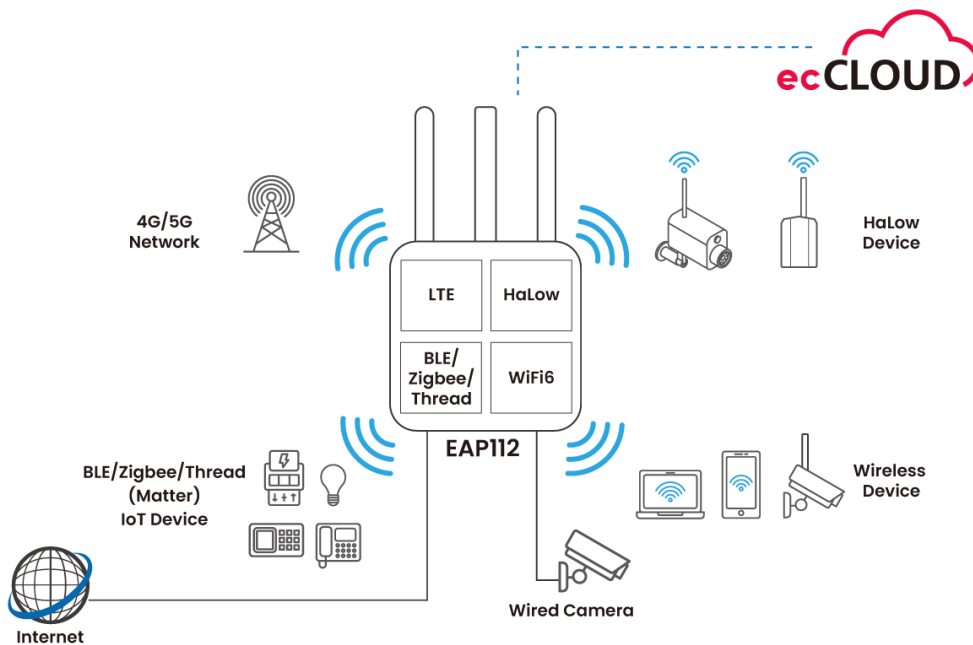 ecCLOUD
4G/5G
Network
HaLow
Device
LTE
HaLow
BLE/
Zigbee/
Thread
WiFi6
EAP112
BLE/Zigbee/Thread
(Matter)
IoT Device
Wireless
Device
Wired Camera
Internet